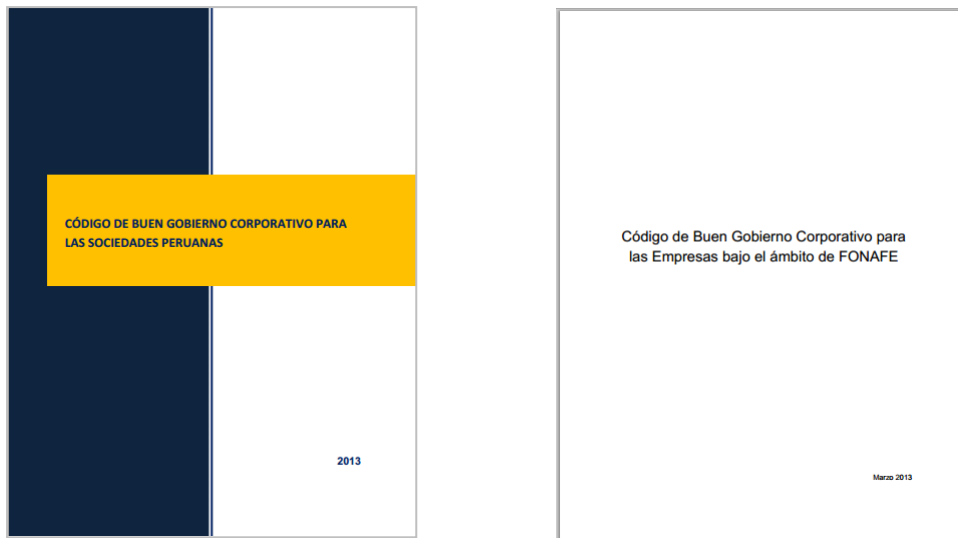 CÓDIGO DE BUEN GOBIERNO CORPORATIVO PARA
LAS SOCIEDADES PERUANAS
2013
Código de Buen Gobierno Corporativo para
las Empresas bajo el ámbito de FONAFE
Marzo 2013